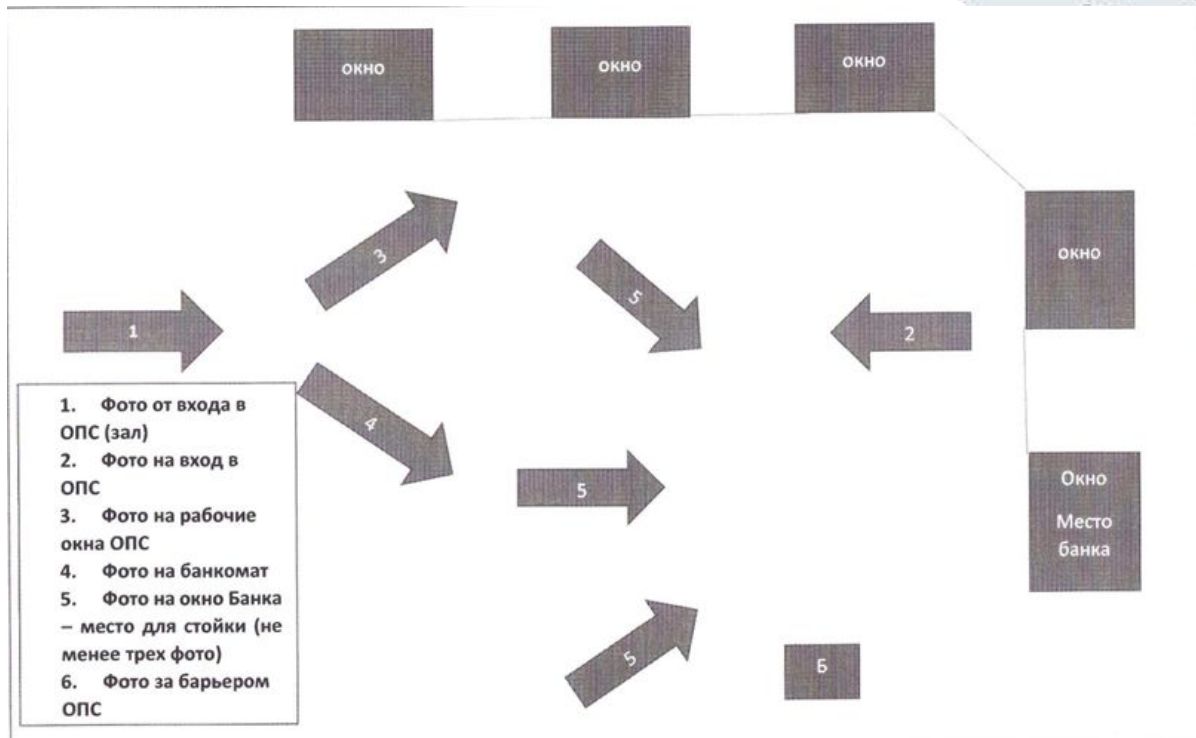 окно
окно
окно
3
5
окно
1
2
4
1. Фото от входа в
ОПС (зал)
2. Фото на вход в
ОПС
3. Фото на рабочие
окна ОПС
4. Фото на банкомат
5. Фото на окно Банка
– место для стойки (не
менее трех фото)
6. Фото за барьером
ОПС
5
Окно
Место
банка
5
Б